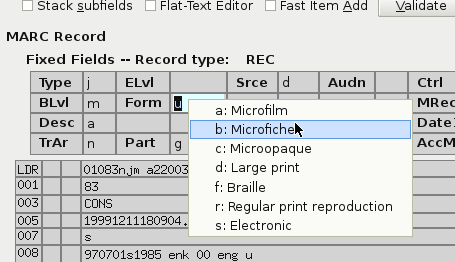 Stack subfields Flat-Text Editor Fast Item Add Validate
MARC Record
Fixed Fields -- Record type: REC
Type j ELvl Srce d Audn Ctrl
BLvl m Form u MRec
Desc a Date
TrAr n Part g AccM
a: Microfilm
b: Microfiche
c: Microopaque
d: Large print
f: Braille
r: Regular print reproduction
s: Electronic
LDR 01083njm a22003
001 83
003 CONS
005 19991211180904.
007 s
008 970701s1985 enk 00 eng u